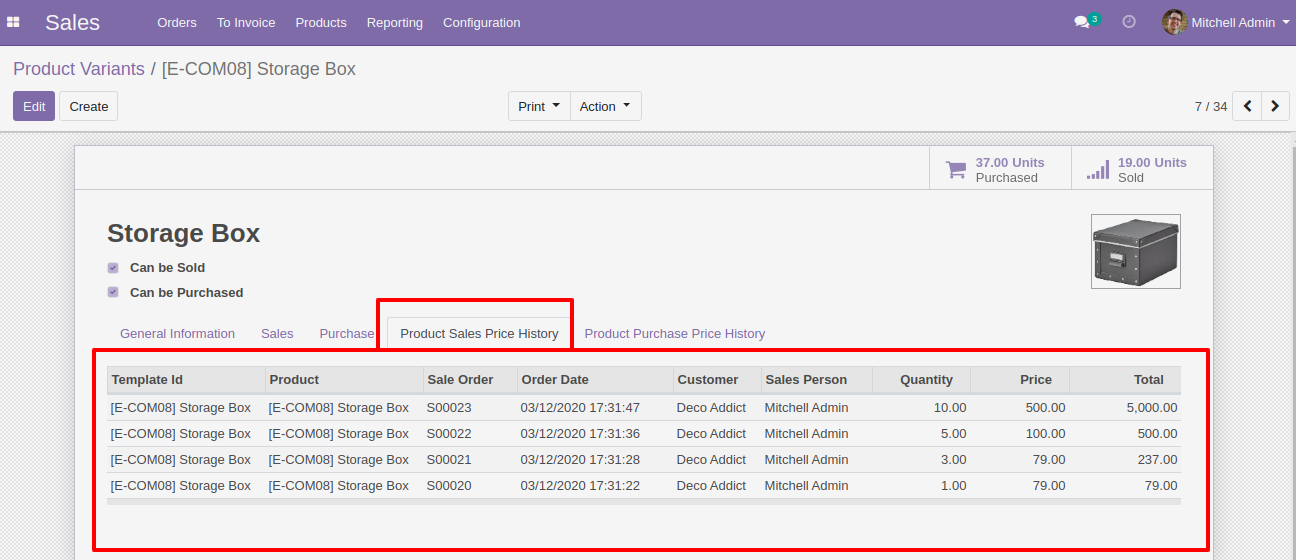 Sales Orders To Invoice Products Reporting Configuration 3 Mitchell Admin
Product Variants / [E-COM08] Storage Box
Edit Create Print Action 7 / 34
37.00 Units 19.00 Units
Purchased Sold
Storage Box
Can be Sold
Can be Purchased
General Information Sales Purchase Product Sales Price History Product Purchase Price History
Template Id Product Sale Order Order Date Customer Sales Person Quantity Price Total
[E-COM08] Storage Box [E-COM08] Storage Box S00023 03/12/2020 17:31:47 Deco Addict Mitchell Admin 10.00 500.00 5,000.00
[E-COM08] Storage Box [E-COM08] Storage Box S00022 03/12/2020 17:31:36 Deco Addict Mitchell Admin 5.00 100.00 500.00
[E-COM08] Storage Box [E-COM08] Storage Box S00021 03/12/2020 17:31:28 Deco Addict Mitchell Admin 3.00 79.00 237.00
[E-COM08] Storage Box [E-COM08] Storage Box S00020 03/12/2020 17:31:22 Deco Addict Mitchell Admin 1.00 79.00 79.00